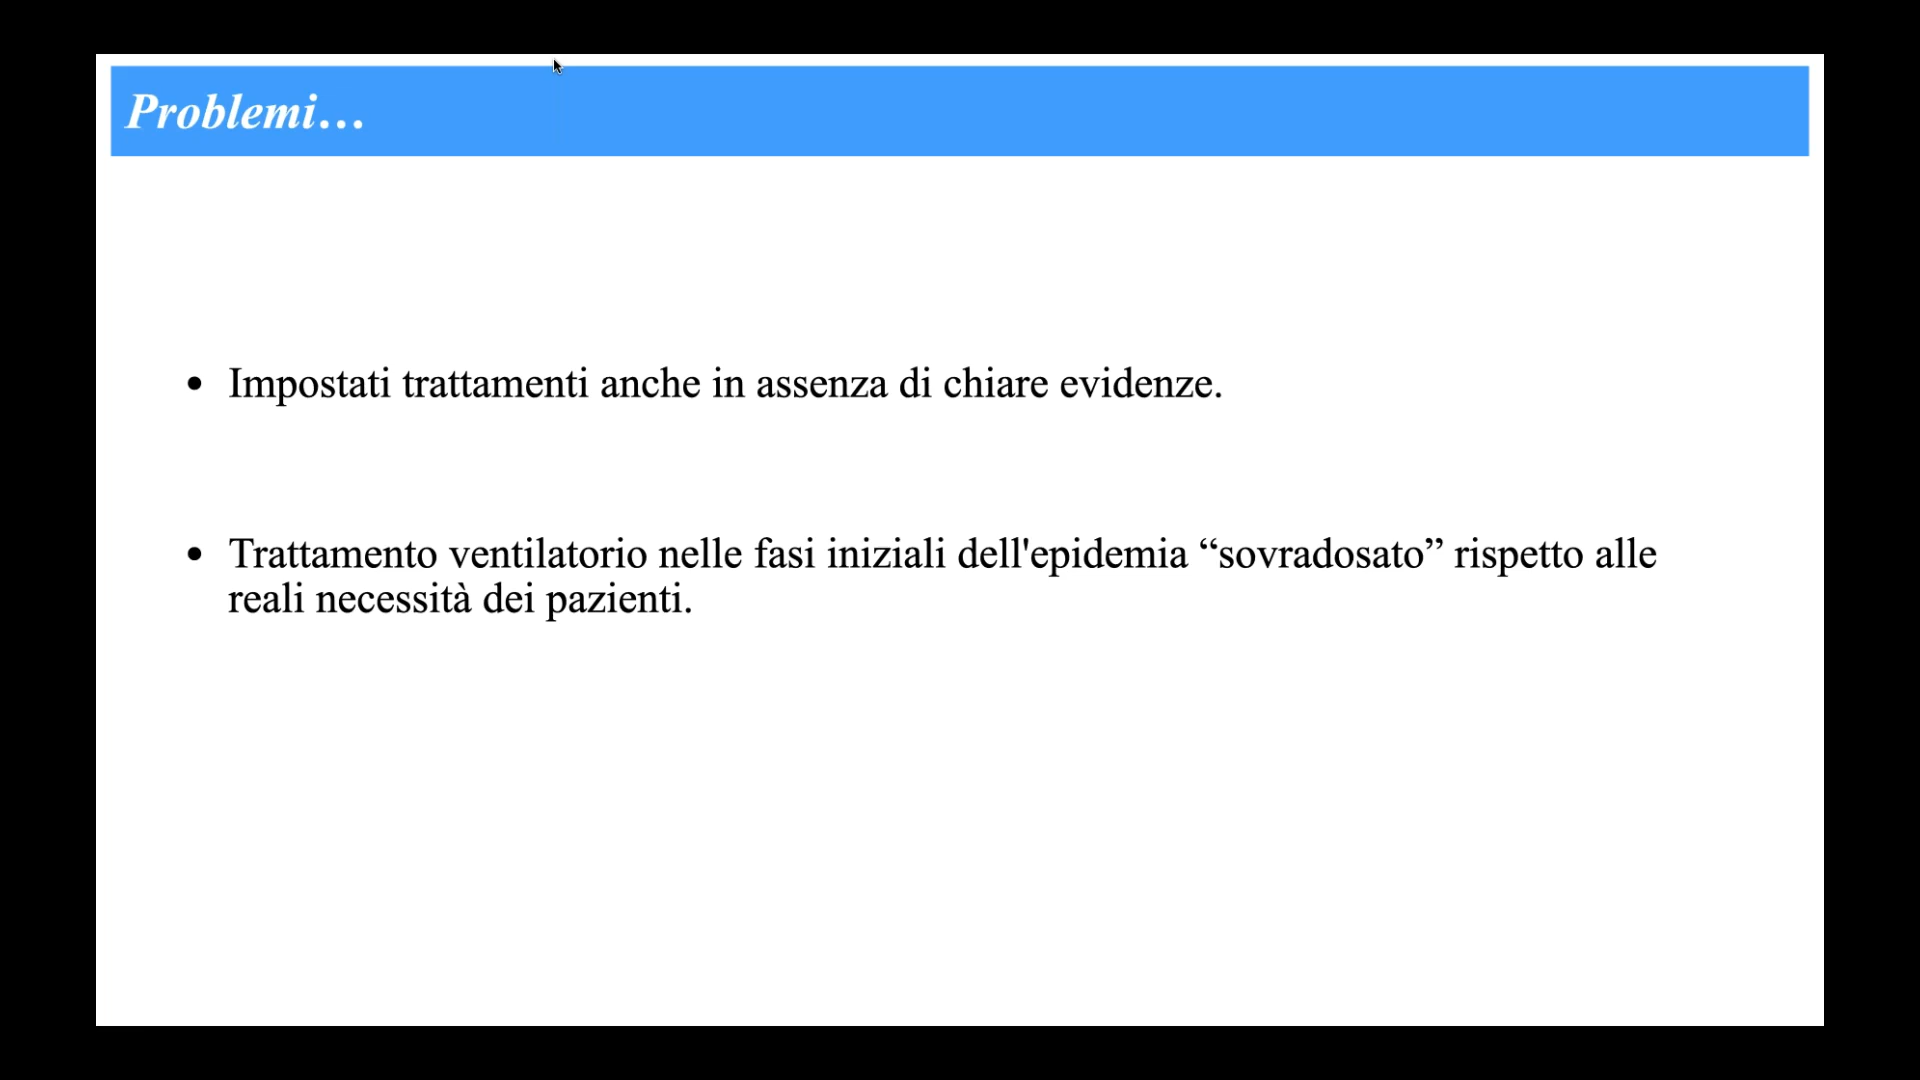 Problemi…
• Impostati trattamenti anche in assenza di chiare evidenze.
• Trattamento ventilatorio nelle fasi iniziali dell'epidemia “sovradosato” rispetto alle
reali necessità dei pazienti.